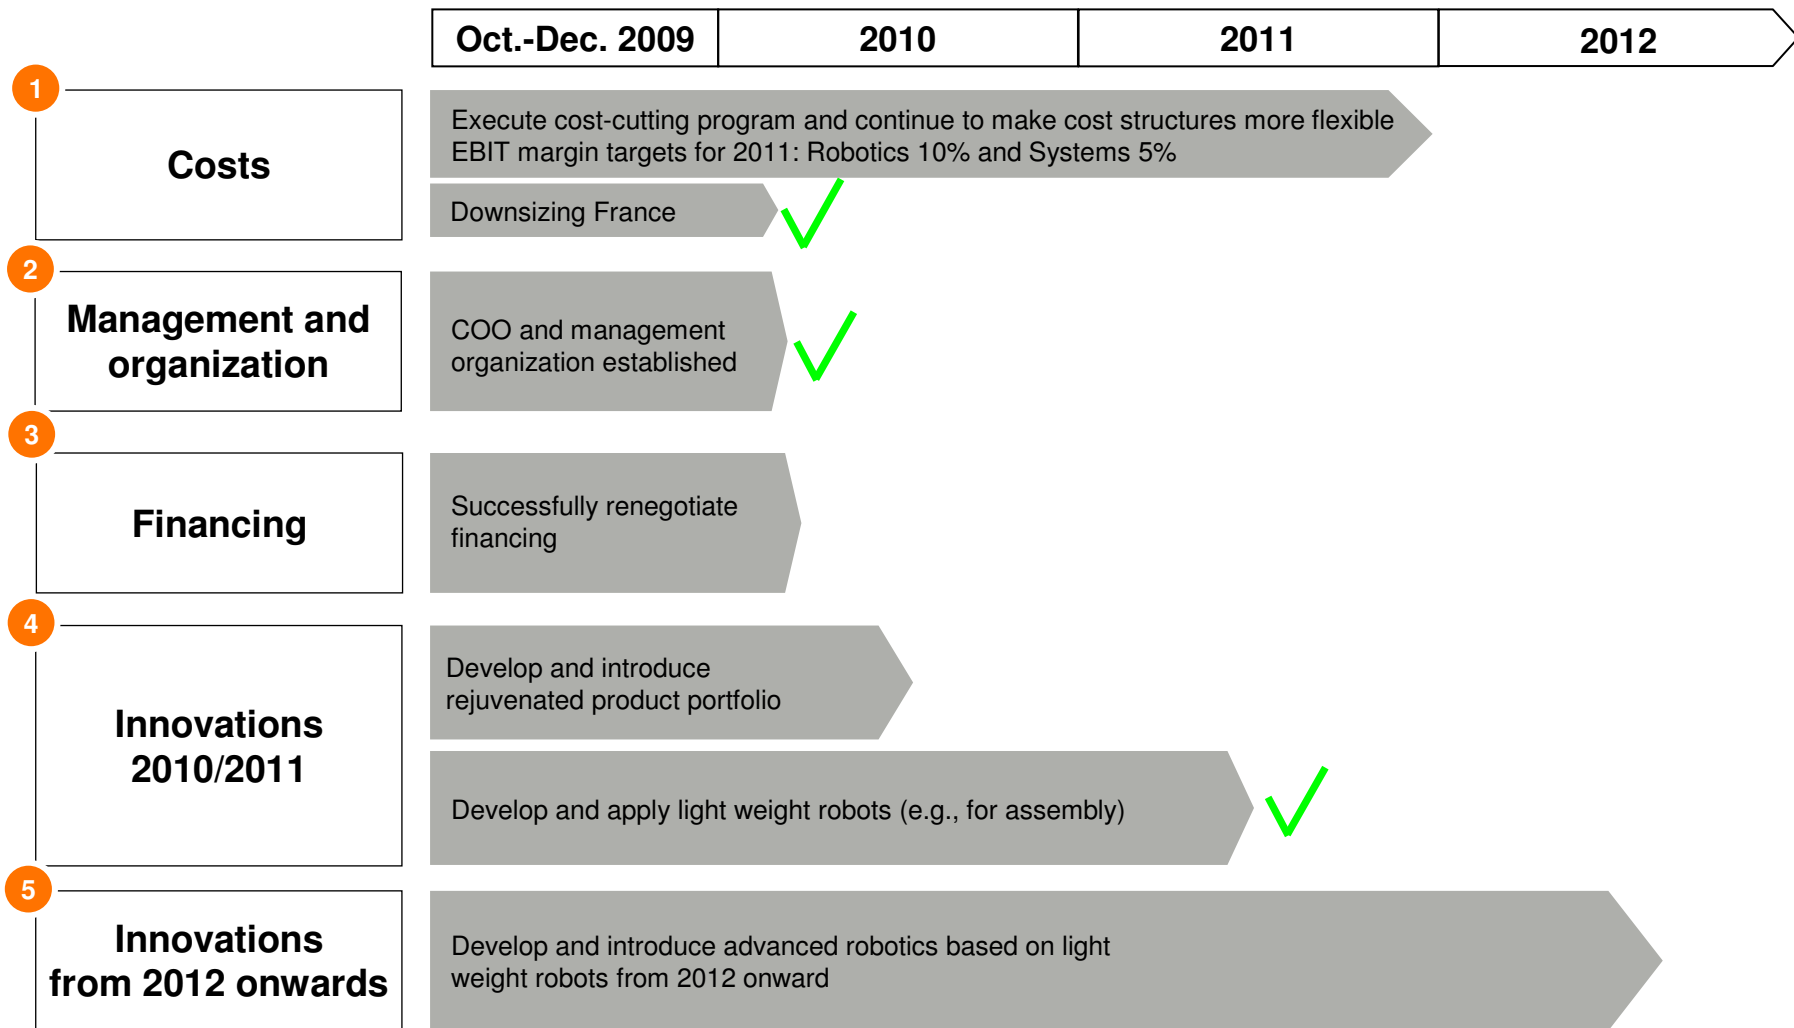 Oct.-Dec. 2009
2010
2011
2012
1
Costs
Execute cost-cutting program and continue to make cost structures more flexible
EBIT margin targets for 2011: Robotics 10% and Systems 5%
Downsizing France
2
Management and
organization
COO and management
organization established
3
Financing
Successfully renegotiate
financing
4
Innovations
2010/2011
Develop and introduce
rejuvenated product portfolio
Develop and apply light weight robots (e.g., for assembly)
5
Innovations
from 2012 onwards
Develop and introduce advanced robotics based on light
weight robots from 2012 onward